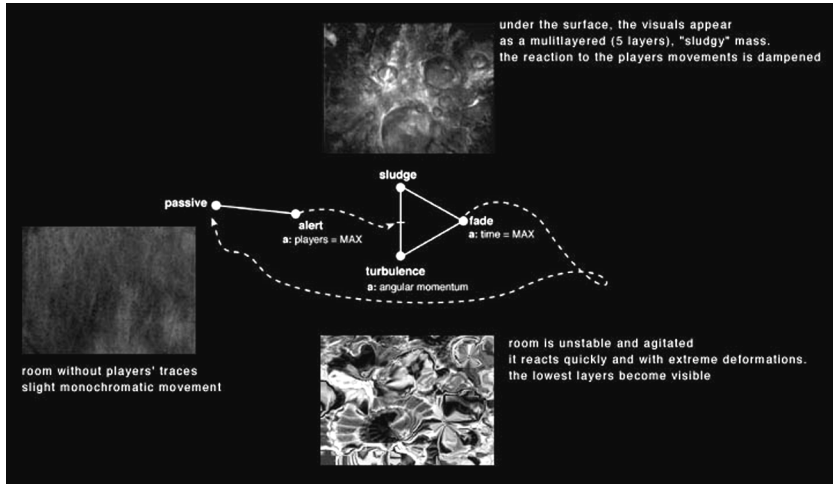 under the surface, the visuals appear
as a mulitlayered (5 layers), "sludgy" mass.
the reaction to the players movements is dampened
sludge
passive
alert
a: players = MAX
fade
a: time = MAX
turbulence
a: angular momentum
room without players' traces
slight monochromatic movement
room is unstable and agitated
it reacts quickly and with extreme deformations.
the lowest layers become visible